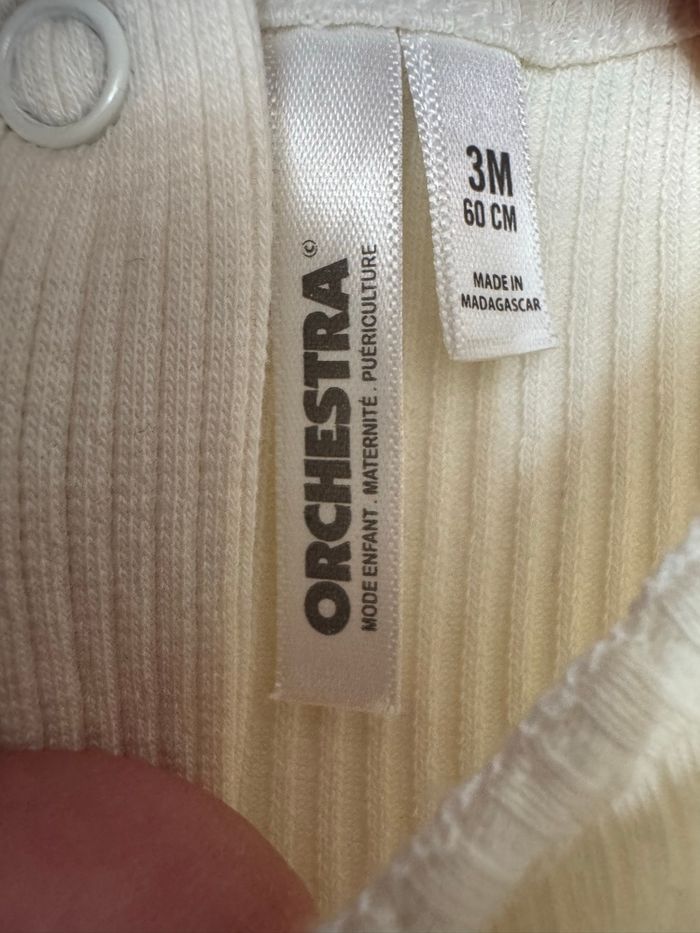 ORCHESTRA©
MODE ENFANT . MATERNITÉ . PUÉRICULTURE
3M
60 CM
MADE IN
MADAGASCAR